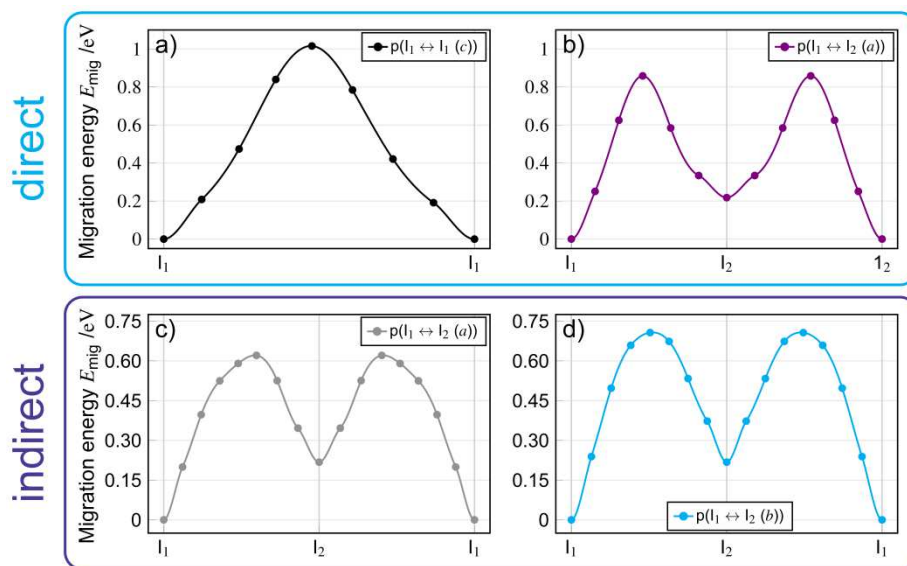 direct
a)
p(I₁ ↔ I₁ (c))
Migration energy E_mig /eV
1
0.8
0.6
0.4
0.2
0
I₁
I₁
b)
p(I₁ ↔ I₂ (a))
1
0.8
0.6
0.4
0.2
0
I₁
I₂
1₂
indirect
c)
p(I₁ ↔ I₂ (a))
Migration energy E_mig /eV
0.75
0.60
0.45
0.30
0.15
0
I₁
I₂
I₁
d)
0.75
0.60
0.45
0.30
0.15
0
p(I₁ ↔ I₂ (b))
I₁
I₂
I₁